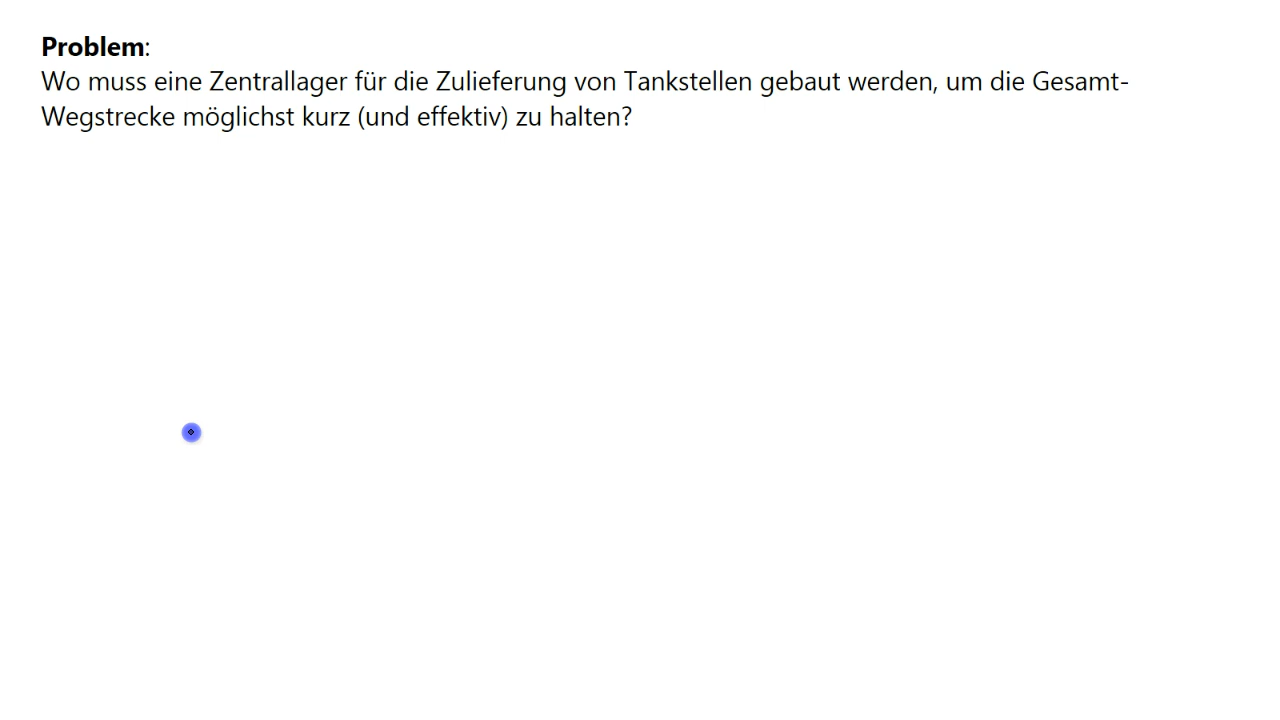 Problem:
Wo muss eine Zentrallager für die Zulieferung von Tankstellen gebaut werden, um die Gesamt-
Wegstrecke möglichst kurz (und effektiv) zu halten?